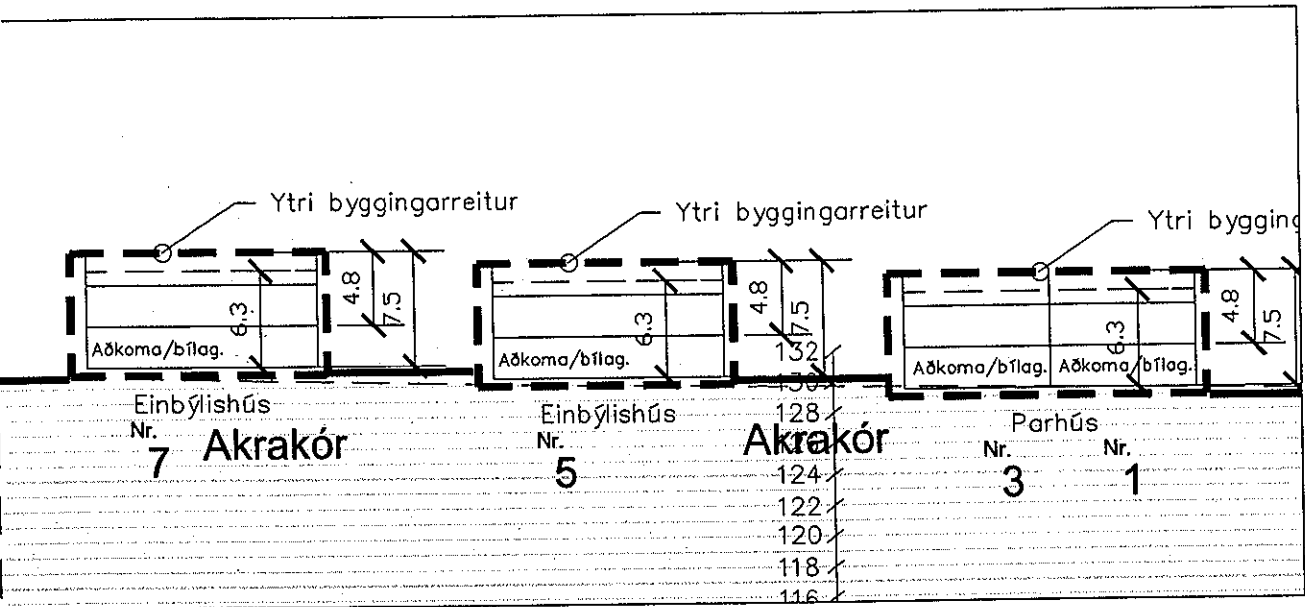 Ytri byggingarreitur
Ytri byggingarreitur
Ytri bygging
6.3
4.8
7.5
6.3
4.8
7.5
6.3
4.8
7.5
Aðkoma/bílag.
Aðkoma/bílag.
Aðkoma/bílag.
Aðkoma/bílag.
Einbýlishús
Nr.
7
Akrakór
Einbýlishús
Nr.
5
Akrakór
Parhús
Nr.
3
Nr.
1
132
130
128
124
122
120
118
116